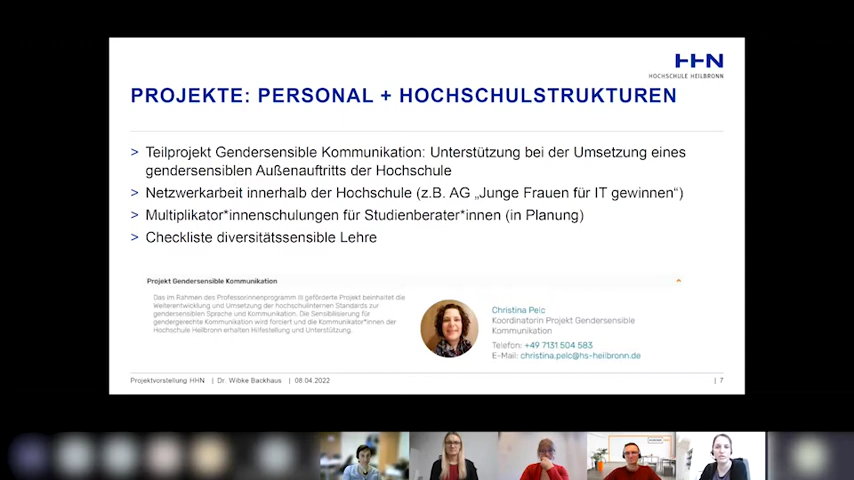 HHN
HOCHSCHULE HEILBRONN
PROJEKTE: PERSONAL + HOCHSCHULSTRUKTUREN
> Teilprojekt Gendersensible Kommunikation: Unterstützung bei der Umsetzung eines
gendersensiblen Außenauftritts der Hochschule
> Netzwerkarbeit innerhalb der Hochschule (z.B. AG „Junge Frauen für IT gewinnen“)
> Multiplikator*innenschulungen für Studienberater*innen (in Planung)
> Checkliste diversitätssensible Lehre
Projekt Gendersensible Kommunikation
Das im Rahmen des Professorinnenprogramm III geförderte Projekt beinhaltet die
Weiterentwicklung und Umsetzung der hochschulinternen Standards zur
gendersensiblen Sprache und Kommunikation. Die Sensibilisierung für
gendergerechte Kommunikation wird forciert und die Kommunikator*innen der
Hochschule Heilbronn erhalten Hilfestellung und Unterstützung.
Christina Pelc
Koordinatorin Projekt Gendersensible
Kommunikation
Telefon: +49 7131 504 583
E-Mail: christina.pelc@hs-heilbronn.de
Projektvorstellung HHN | Dr. Wibke Backhaus | 08.04.2022 | 7